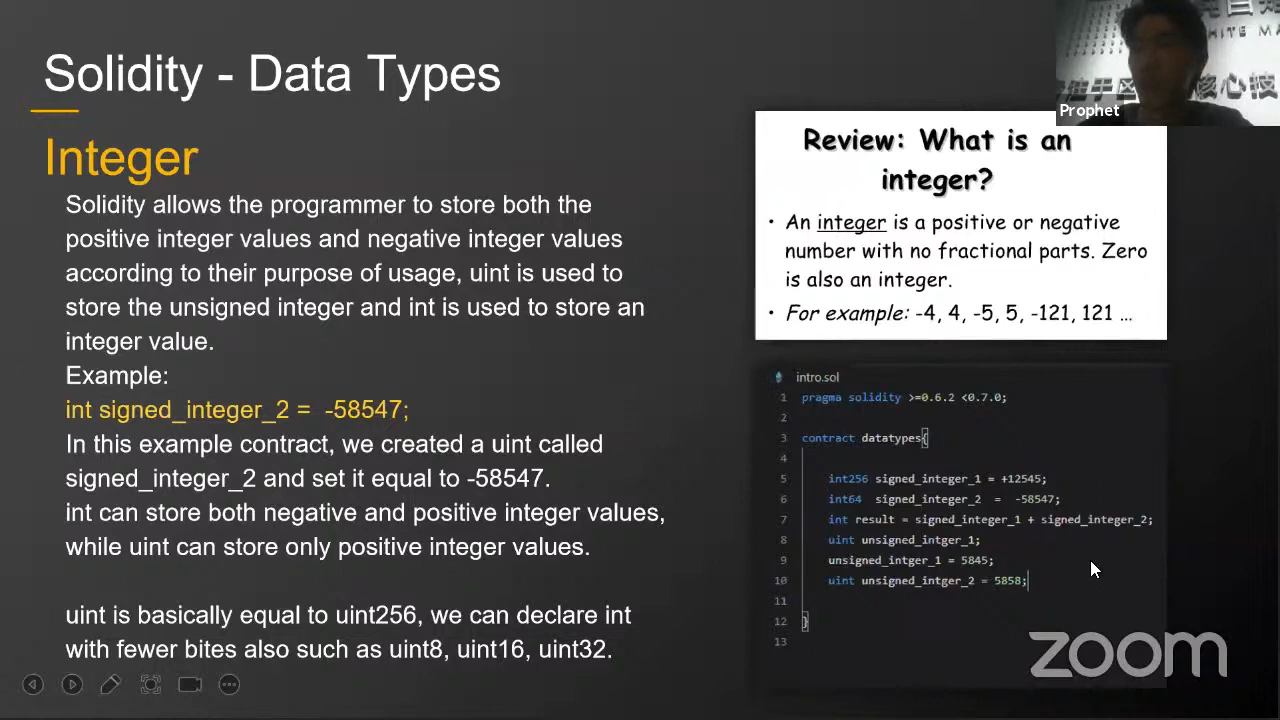 Solidity - Data Types
Integer
Solidity allows the programmer to store both the
positive integer values and negative integer values
according to their purpose of usage, uint is used to
store the unsigned integer and int is used to store an
integer value.
Example:
int signed_integer_2 =  -58547;
In this example contract, we created a uint called
signed_integer_2 and set it equal to -58547.
int can store both negative and positive integer values,
while uint can store only positive integer values.
uint is basically equal to uint256, we can declare int
with fewer bites also such as uint8, uint16, uint32.
Prophet
Review: What is an
integer?
• An integer is a positive or negative
number with no fractional parts. Zero
is also an integer.
• For example: -4, 4, -5, 5, -121, 121 …
intro.sol
1 pragma solidity >=0.6.2 <0.7.0;
2
3 contract datatypes{
4
5 int256 signed_intger_1 = +12545;
6 int64  signed_intger_2  =  -58547;
7 int result = signed_intger_1 + signed_intger_2;
8 uint unsigned_intger_1;
9 unsigned_intger_1 = 5845;
10 uint unsigned_intger_2 = 5858;
11
12 }
13
zoom